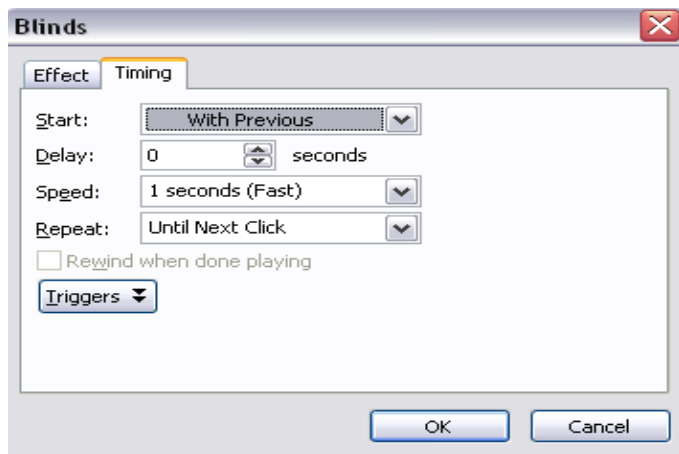 Blinds
Effect Timing
Start: With Previous
Delay: 0 seconds
Speed: 1 seconds (Fast)
Repeat: Until Next Click
Rewind when done playing
Triggers
OK Cancel